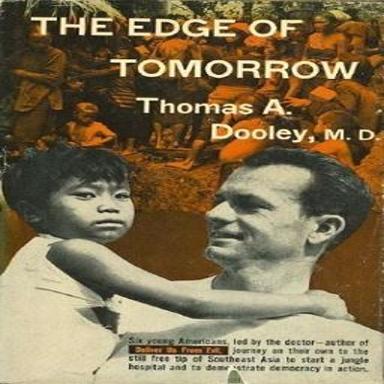 THE EDGE OF
TOMORROW
Thomas A.
Dooley, M. D.
Six young Americans, led by the doctor—author of
Deliver Us From Evil, journey on their own to the
still free tip of Southeast Asia to start a jungle
hospital and to demonstrate democracy in action.